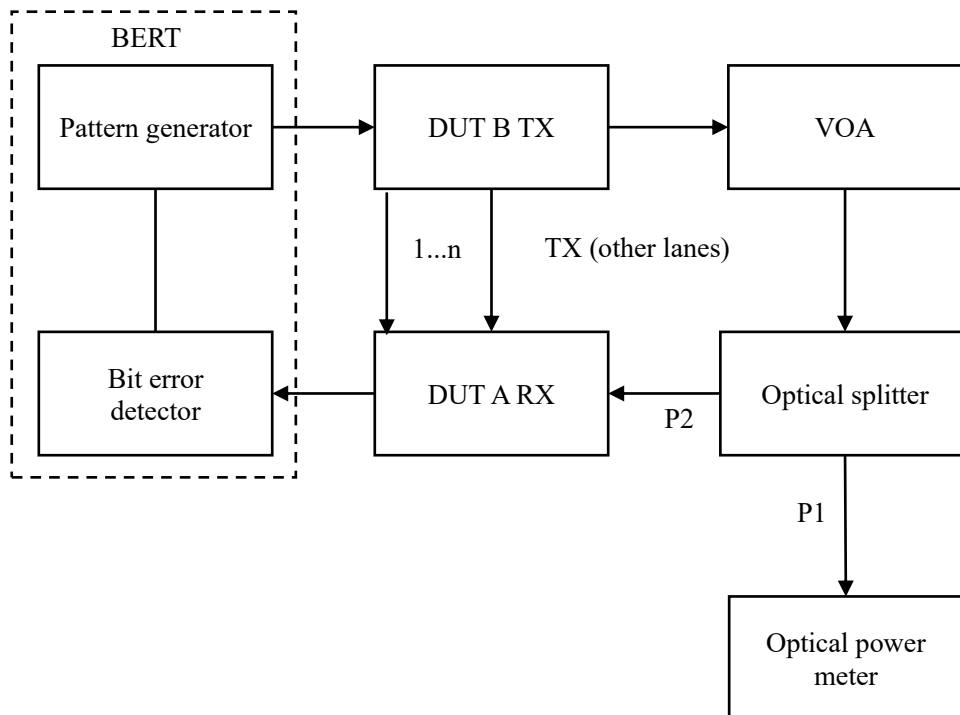 BERT
Pattern generator
DUT B TX
VOA
1...n
TX (other lanes)
Bit error
detector
DUT A RX
P2
Optical splitter
P1
Optical power
meter